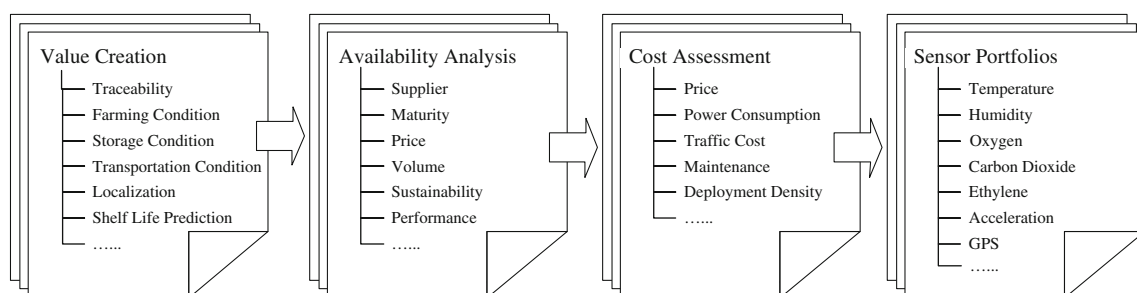 Value Creation
Traceability
Farming Condition
Storage Condition
Transportation Condition
Localization
Shelf Life Prediction
…...
Availability Analysis
Supplier
Maturity
Price
Volume
Sustainability
Performance
…...
Cost Assessment
Price
Power Consumption
Traffic Cost
Maintenance
Deployment Density
…...
Sensor Portfolios
Temperature
Humidity
Oxygen
Carbon Dioxide
Ethylene
Acceleration
GPS
…...